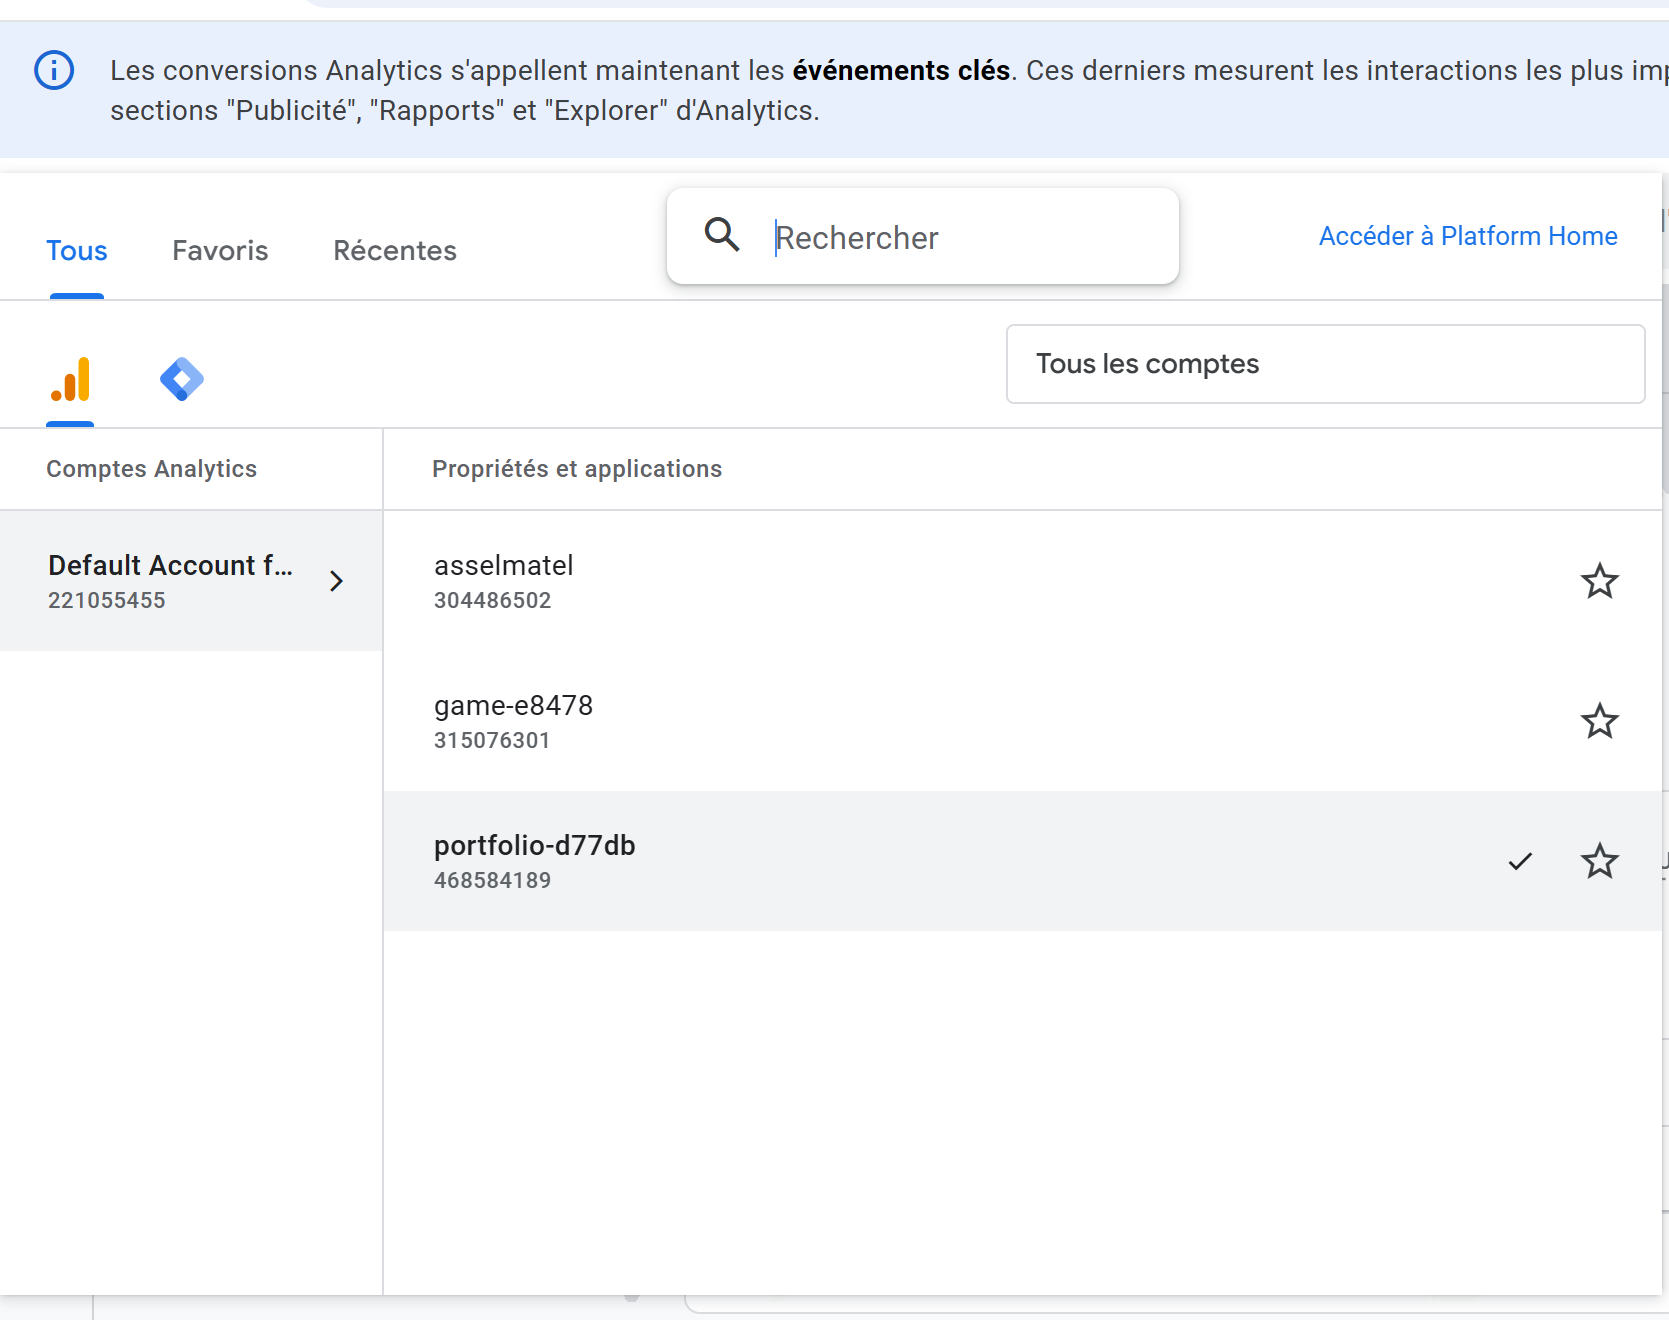 Les conversions Analytics s'appellent maintenant les événements clés. Ces derniers mesurent les interactions les plus
sections "Publicité", "Rapports" et "Explorer" d'Analytics.
Tous
Favoris
Récentes
Rechercher
Accéder à Platform Home
Tous les comptes
Comptes Analytics
Propriétés et applications
Default Account f...
221055455
asselmatel
304486502
game-e8478
315076301
portfolio-d77db
468584189